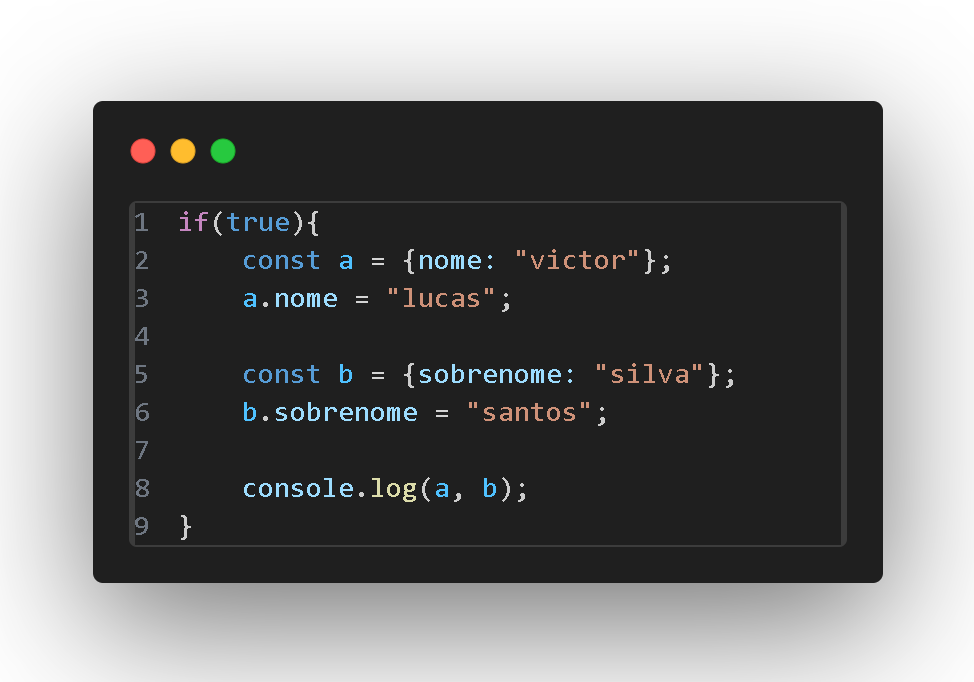 1 if(true){
2     const a = {nome: "victor"};
3     a.nome = "lucas";
4
5     const b = {sobrenome: "silva"};
6     b.sobrenome = "santos";
7
8     console.log(a, b);
9 }